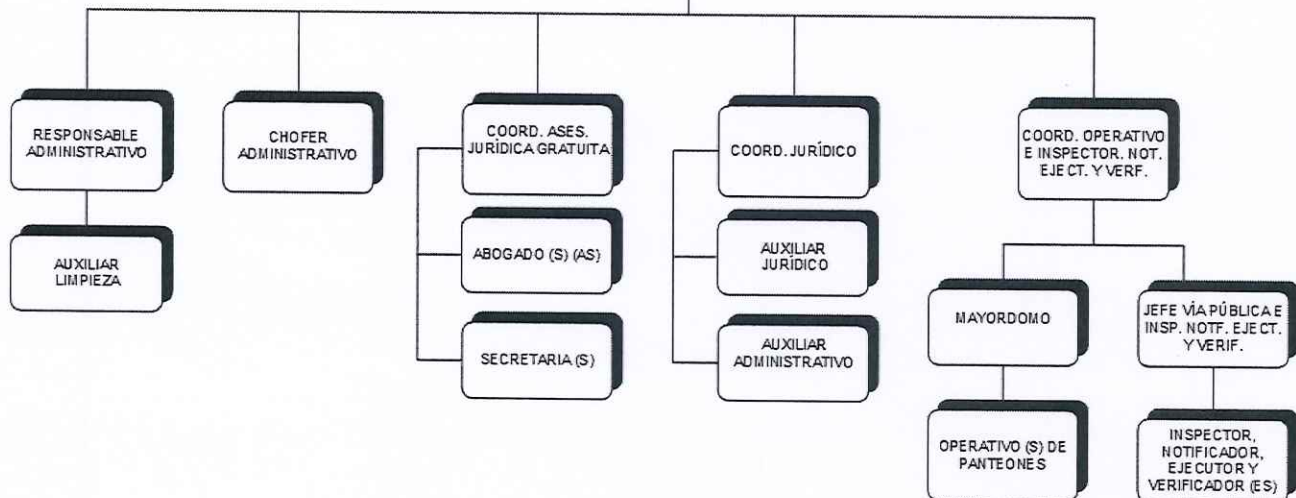 RESPONSABLE
ADMINISTRATIVO
CHOFER
ADMINISTRATIVO
COORD. ASES.
JURÍDICA GRATUITA
COORD. JURÍDICO
COORD. OPERATIVO
E INSPECTOR. NOT.
EJECT. Y VERF.
AUXILIAR
LIMPIEZA
ABOGADO (S) (AS)
AUXILIAR
JURÍDICO
MAYORDOMO
JEFE VÍA PÚBLICA E
INSP. NOTF. EJECT.
Y VERIF.
SECRETARIA (S)
AUXILIAR
ADMINISTRATIVO
OPERATIVO (S) DE
PANTEONES
INSPECTOR,
NOTIFICADOR,
EJECUTOR Y
VERIFICADOR (ES)